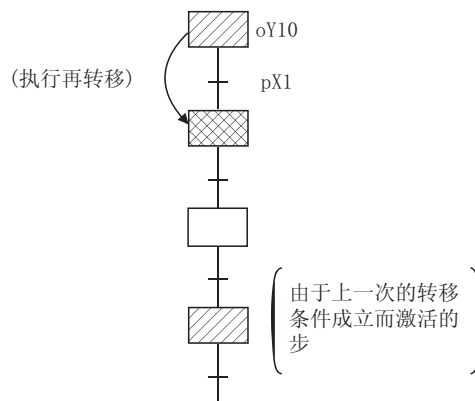 oY10
(执行再转移)
pX1
由于上一次的转移
条件成立而激活的
步